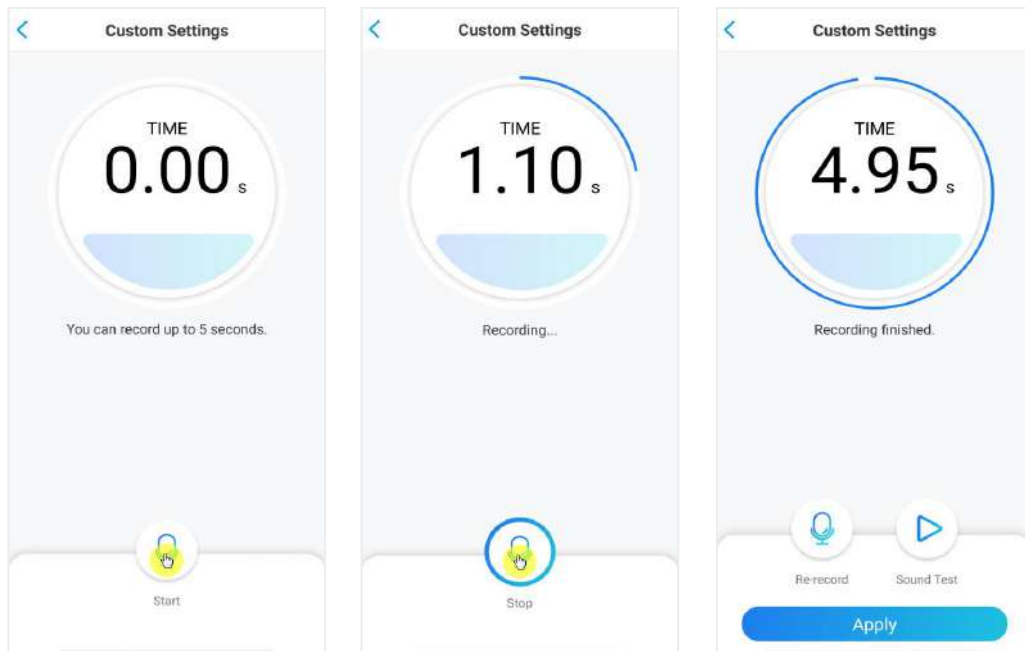 Custom Settings
TIME
0.00 s
You can record up to 5 seconds.
Start
Custom Settings
TIME
1.10 s
Recording...
Stop
Custom Settings
TIME
4.95 s
Recording finished.
Re-record
Sound Test
Apply